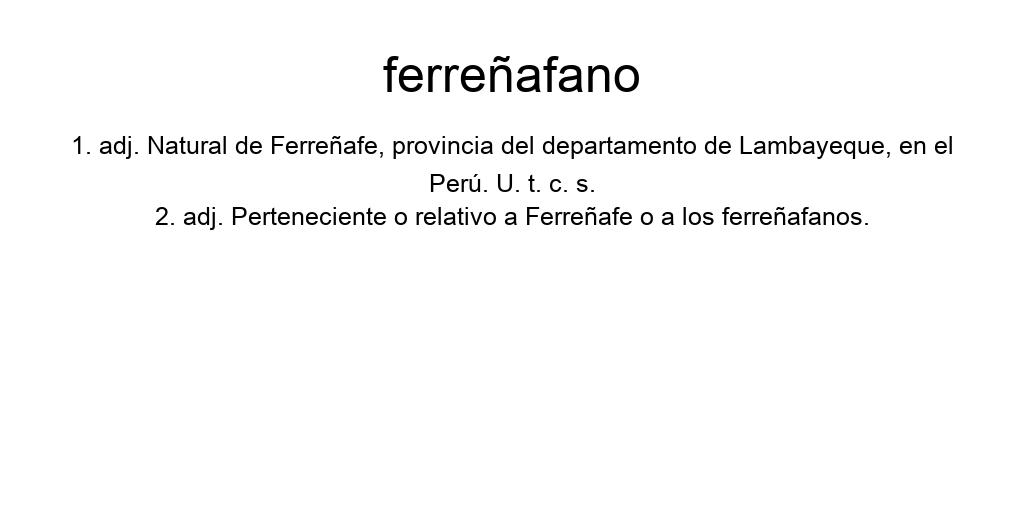 ferreñafano
1. adj. Natural de Ferreñafe, provincia del departamento de Lambayeque, en el
Perú. U. t. c. s.
2. adj. Perteneciente o relativo a Ferreñafe o a los ferreñafanos.